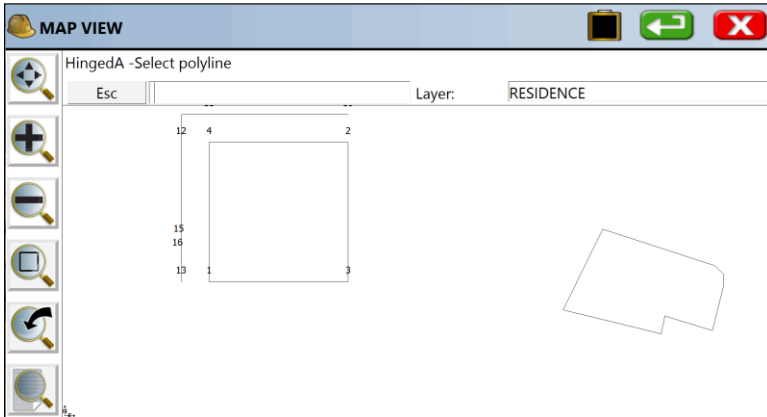 MAP VIEW
HingedA -Select polyline
Esc Layer: RESIDENCE
12 4 2
15
16
13 1 3